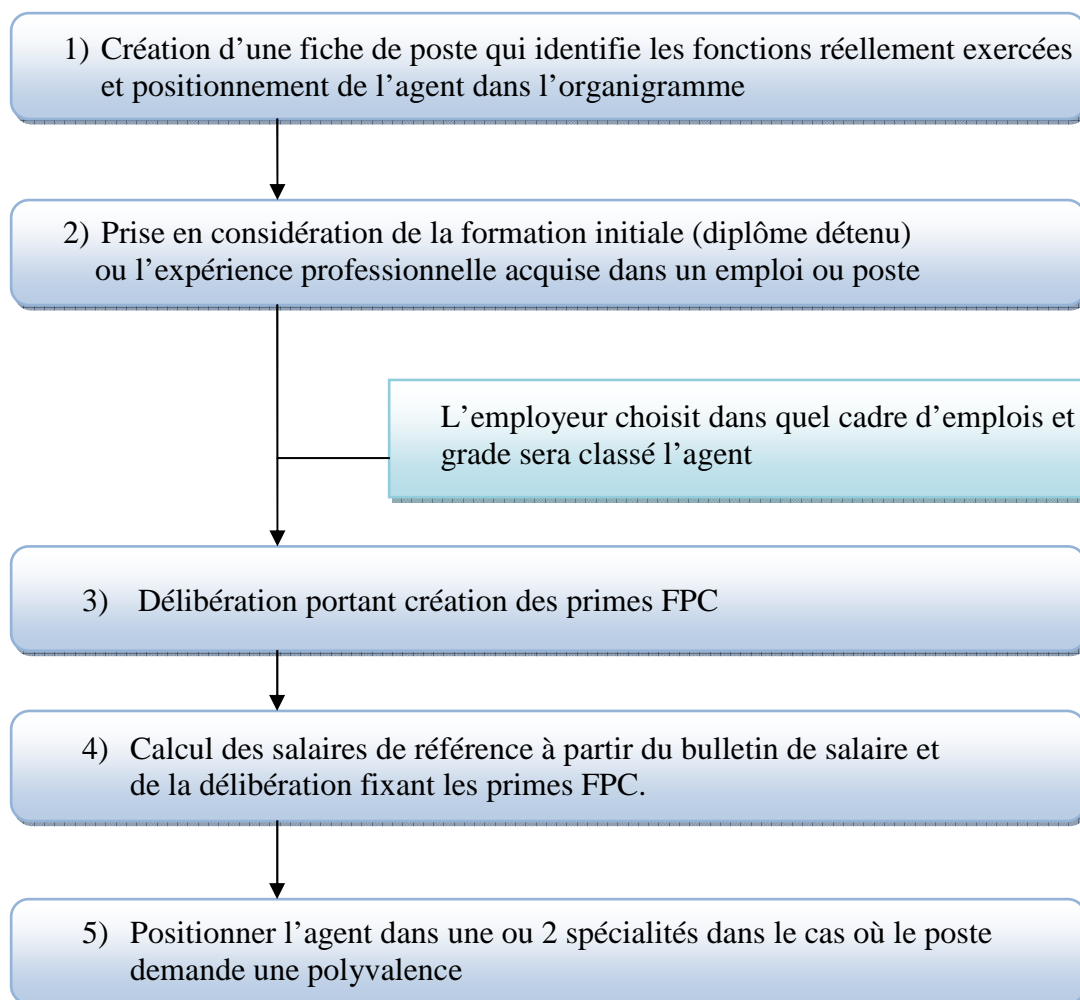 1) Création d’une fiche de poste qui identifie les fonctions réellement exercées
et positionnement de l’agent dans l’organigramme
2) Prise en considération de la formation initiale (diplôme détenu)
ou l’expérience professionnelle acquise dans un emploi ou poste
L’employeur choisit dans quel cadre d’emplois et
grade sera classé l’agent
3) Délibération portant création des primes FPC
4) Calcul des salaires de référence à partir du bulletin de salaire et
de la délibération fixant les primes FPC.
5) Positionner l’agent dans une ou 2 spécialités dans le cas où le poste
demande une polyvalence